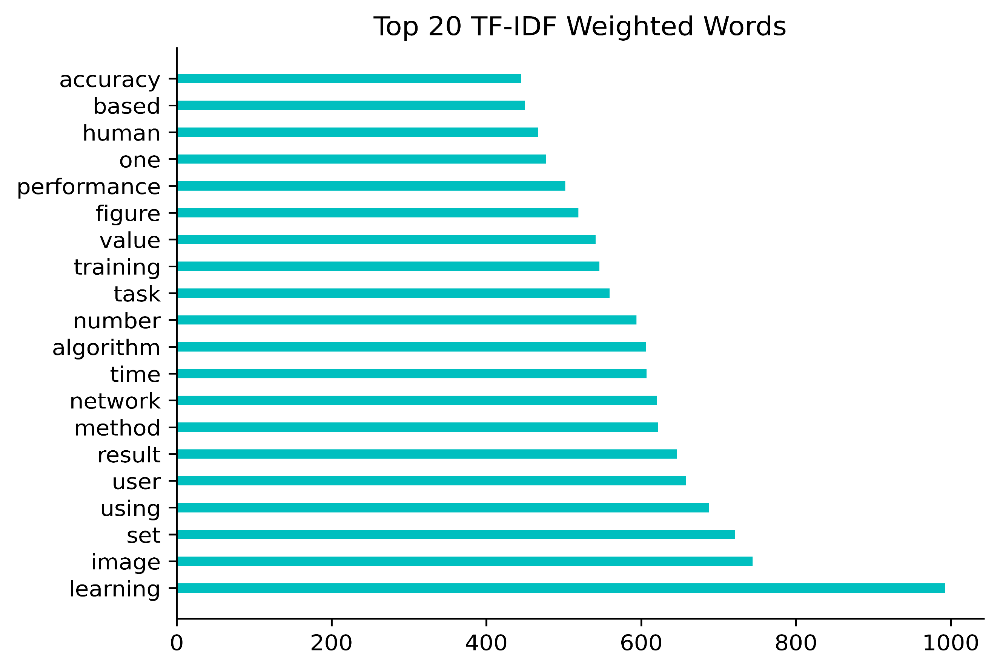 Top 20 TF-IDF Weighted Words
accuracy
based
human
one
performance
figure
value
training
task
number
algorithm
time
network
method
result
user
using
set
image
learning
0 200 400 600 800 1000